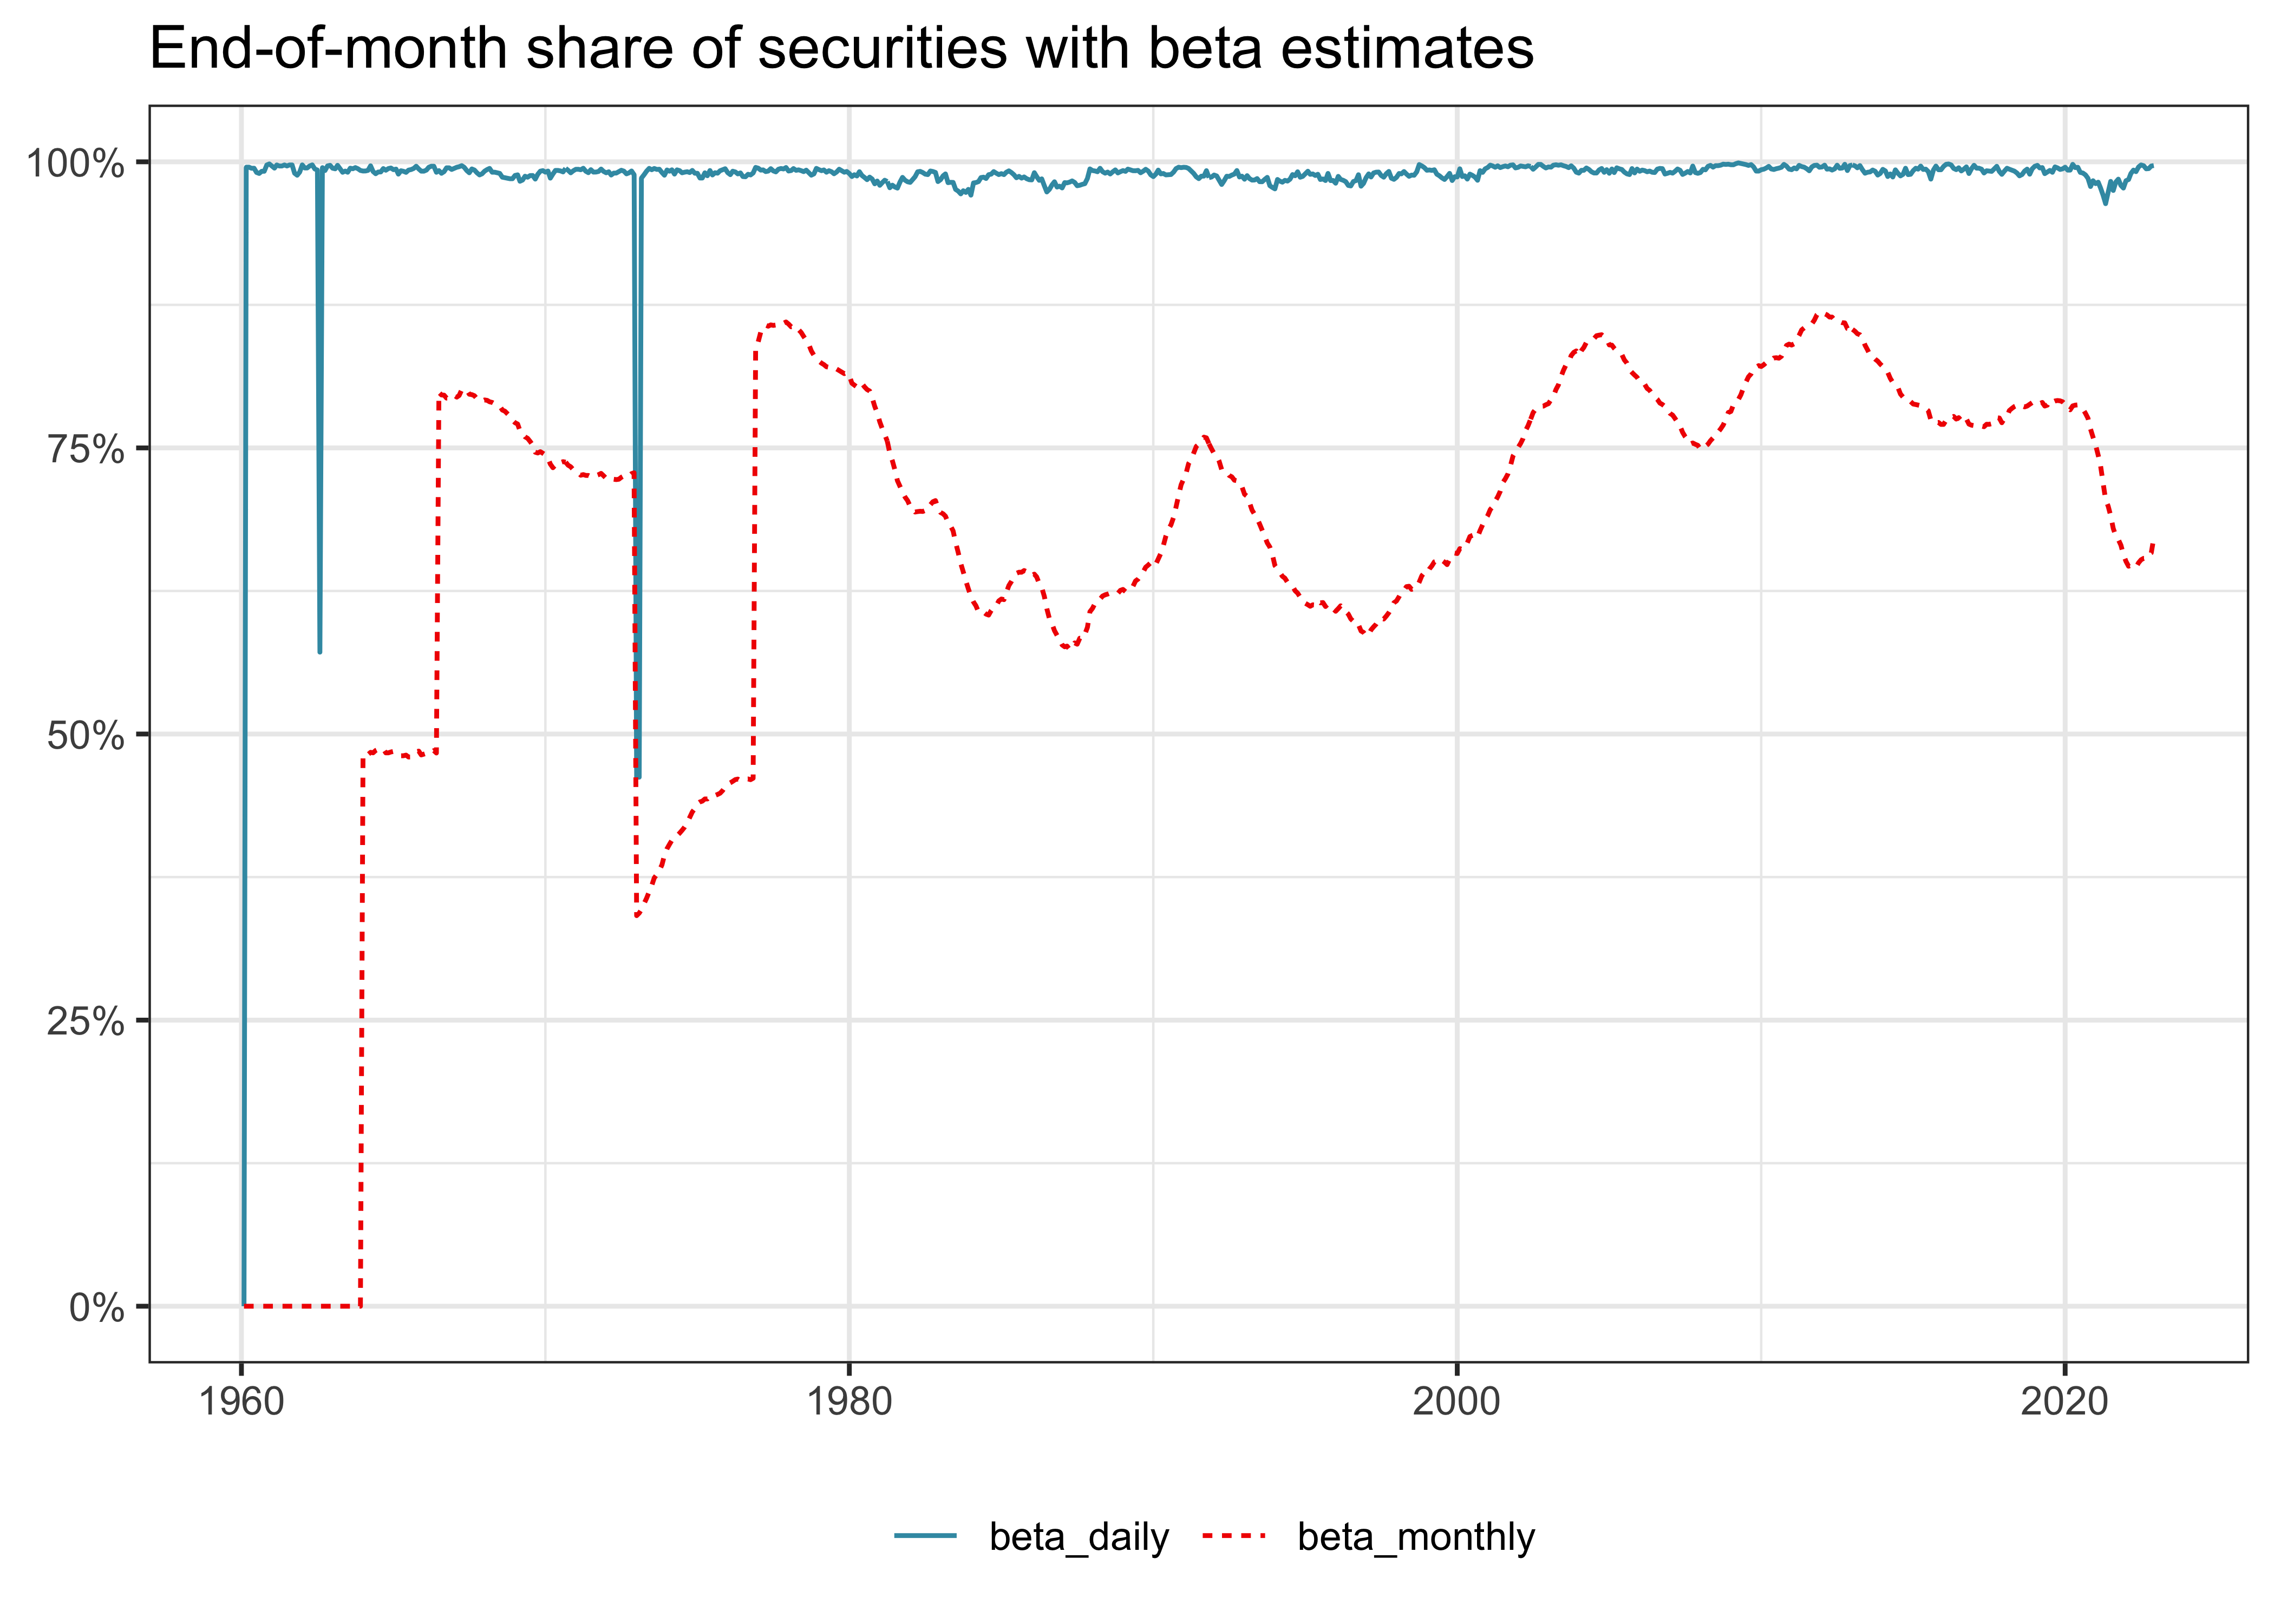 End-of-month share of securities with beta estimates
100%
75%
50%
25%
0%
1960 1980 2000 2020
beta_daily beta_monthly